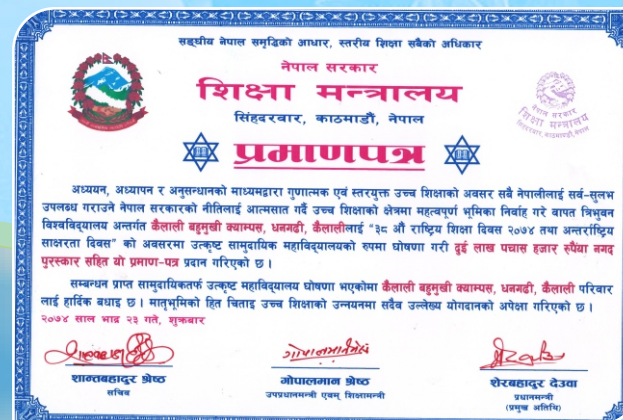 सङ्घीय नेपाल समृद्धिको आधार, स्तरीय शिक्षा सबैको अधिकार
नेपाल सरकार
शिक्षा मन्त्रालय
सिंहदरबार, काठमाडौं, नेपाल
नेपाल सरकार
शिक्षा मन्त्रालय
सिंहदरबार, काठमाडौं, नेपाल
प्रमाणपत्र
अध्ययन, अध्यापन र अनुसन्धानको माध्यमद्वारा गुणात्मक एवं स्तरयुक्त उच्च शिक्षाको अवसर सबै नेपालीलाई सर्व-सुलभ
उपलब्ध गराउने नेपाल सरकारको नीतिलाई आत्मसात गर्दै उच्च शिक्षाको क्षेत्रमा महत्वपूर्ण भूमिका निर्वाह गरे वापत त्रिभुवन
विश्वविद्यालय अन्तर्गत कैलाली बहुमुखी क्याम्पस, धनगढी, कैलालीलाई "३८ औ राष्ट्रिय शिक्षा दिवस २०७४ तथा अन्तर्राष्ट्रिय
साक्षरता दिवस" को अवसरमा उत्कृष्ट सामुदायिक महाविद्यालयको रुपमा घोषणा गरी दुई लाख पचास हजार रुपैंया नगद
पुरस्कार सहित यो प्रमाण-पत्र प्रदान गरिएको छ ।
सम्बन्धन प्राप्त सामुदायिकतर्फ उत्कृष्ट महाविद्यालय घोषणा भएकोमा कैलाली बहुमुखी क्याम्पस, धनगढी, कैलाली परिवार
लाई हार्दिक बधाइ छ । मातृभूमिको हित चिताइ उच्च शिक्षाको उन्नयनमा सदैव उल्लेख्य योगदानको अपेक्षा गरिएको छ ।
२०७४ साल भाद्र २३ गते, शुक्रबार
शान्तबहादुर श्रेष्ठ
सचिव
गोपालमान श्रेष्ठ
उपप्रधानमन्त्री एवम् शिक्षामन्त्री
शेरबहादुर देउवा
प्रधानमन्त्री
(प्रमुख अतिथि)